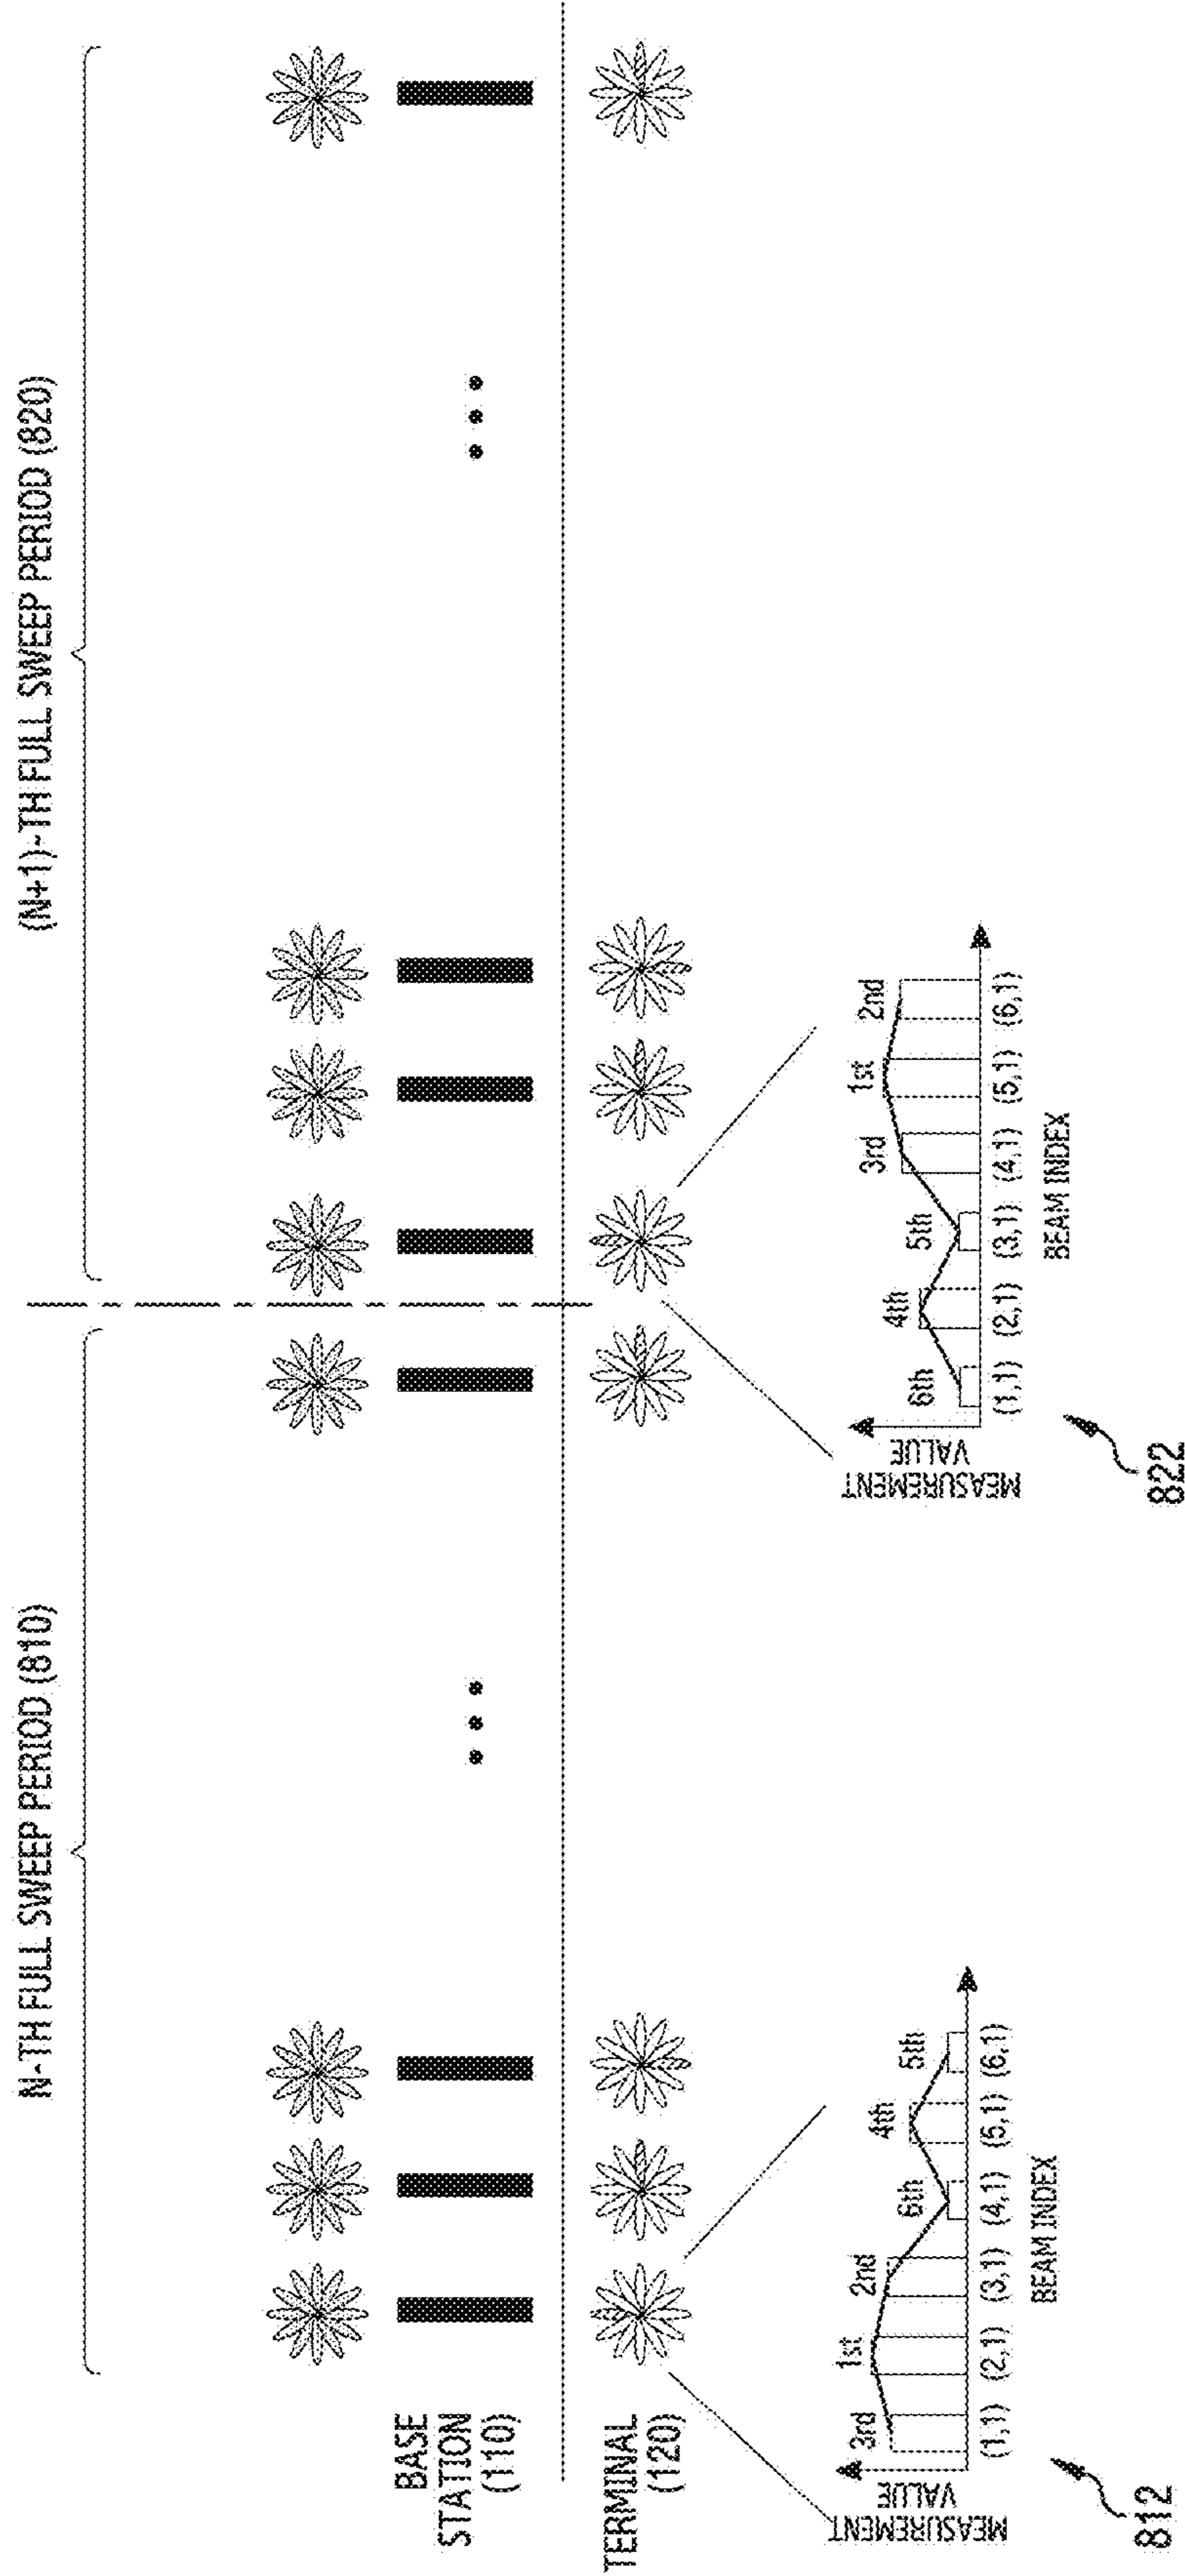 N-TH FULL SWEEP PERIOD (810)
(N+1)-TH FULL SWEEP PERIOD (820)
BASE
STATION
(110)
TERMINAL
(120)
MEASUREMENT
VALUE
3rd
1st
2nd
6th
4th
5th
(1,1)
(2,1)
(3,1)
(4,1)
(5,1)
(6,1)
BEAM INDEX
812
MEASUREMENT
VALUE
6th
4th
5th
3rd
1st
2nd
(1,1)
(2,1)
(3,1)
(4,1)
(5,1)
(6,1)
BEAM INDEX
822